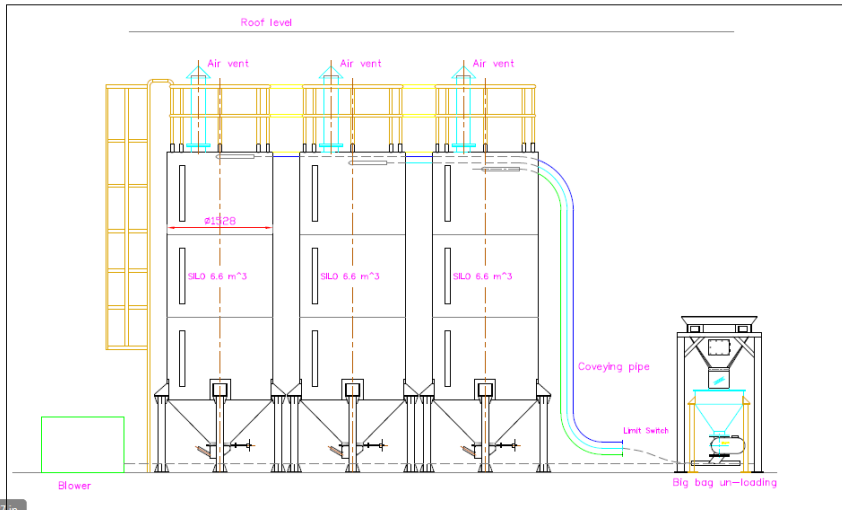 Roof level
Air vent
Air vent
Air vent
ø1528
SILO 6.6 m^3
SILO 6.6 m^3
SILO 6.6 m^3
Coveying pipe
Limit Switch
Blower
Big bag un-loading